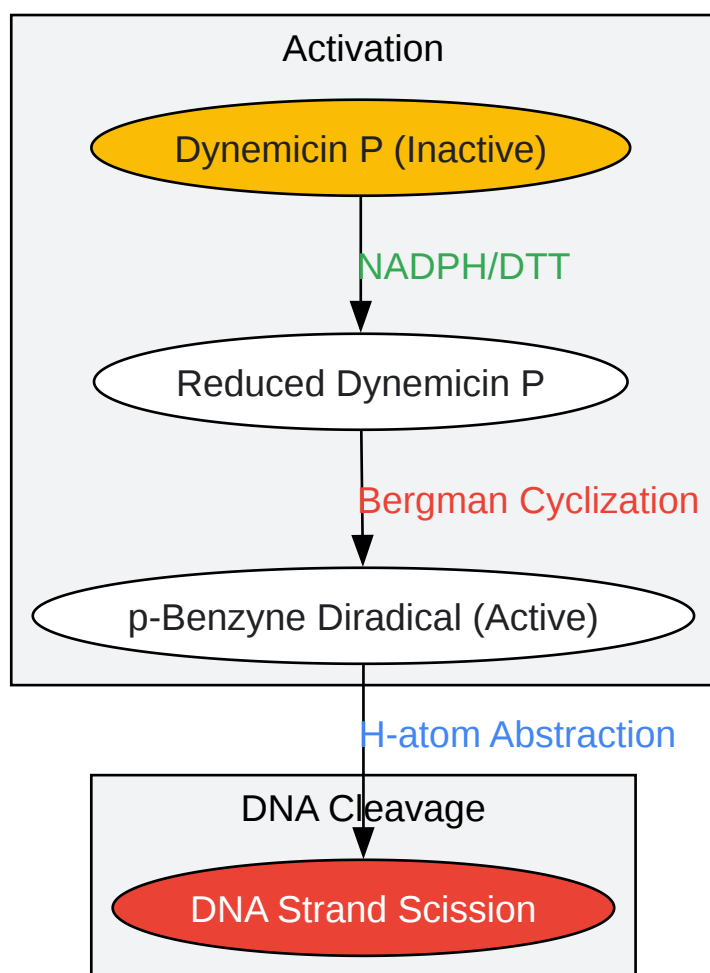 Activation
Dynemicin P (Inactive)
NADPH/DTT
Reduced Dynemicin P
Bergman Cyclization
p-Benzyne Diradical (Active)
H-atom Abstraction
DNA Cleavage
DNA Strand Scission